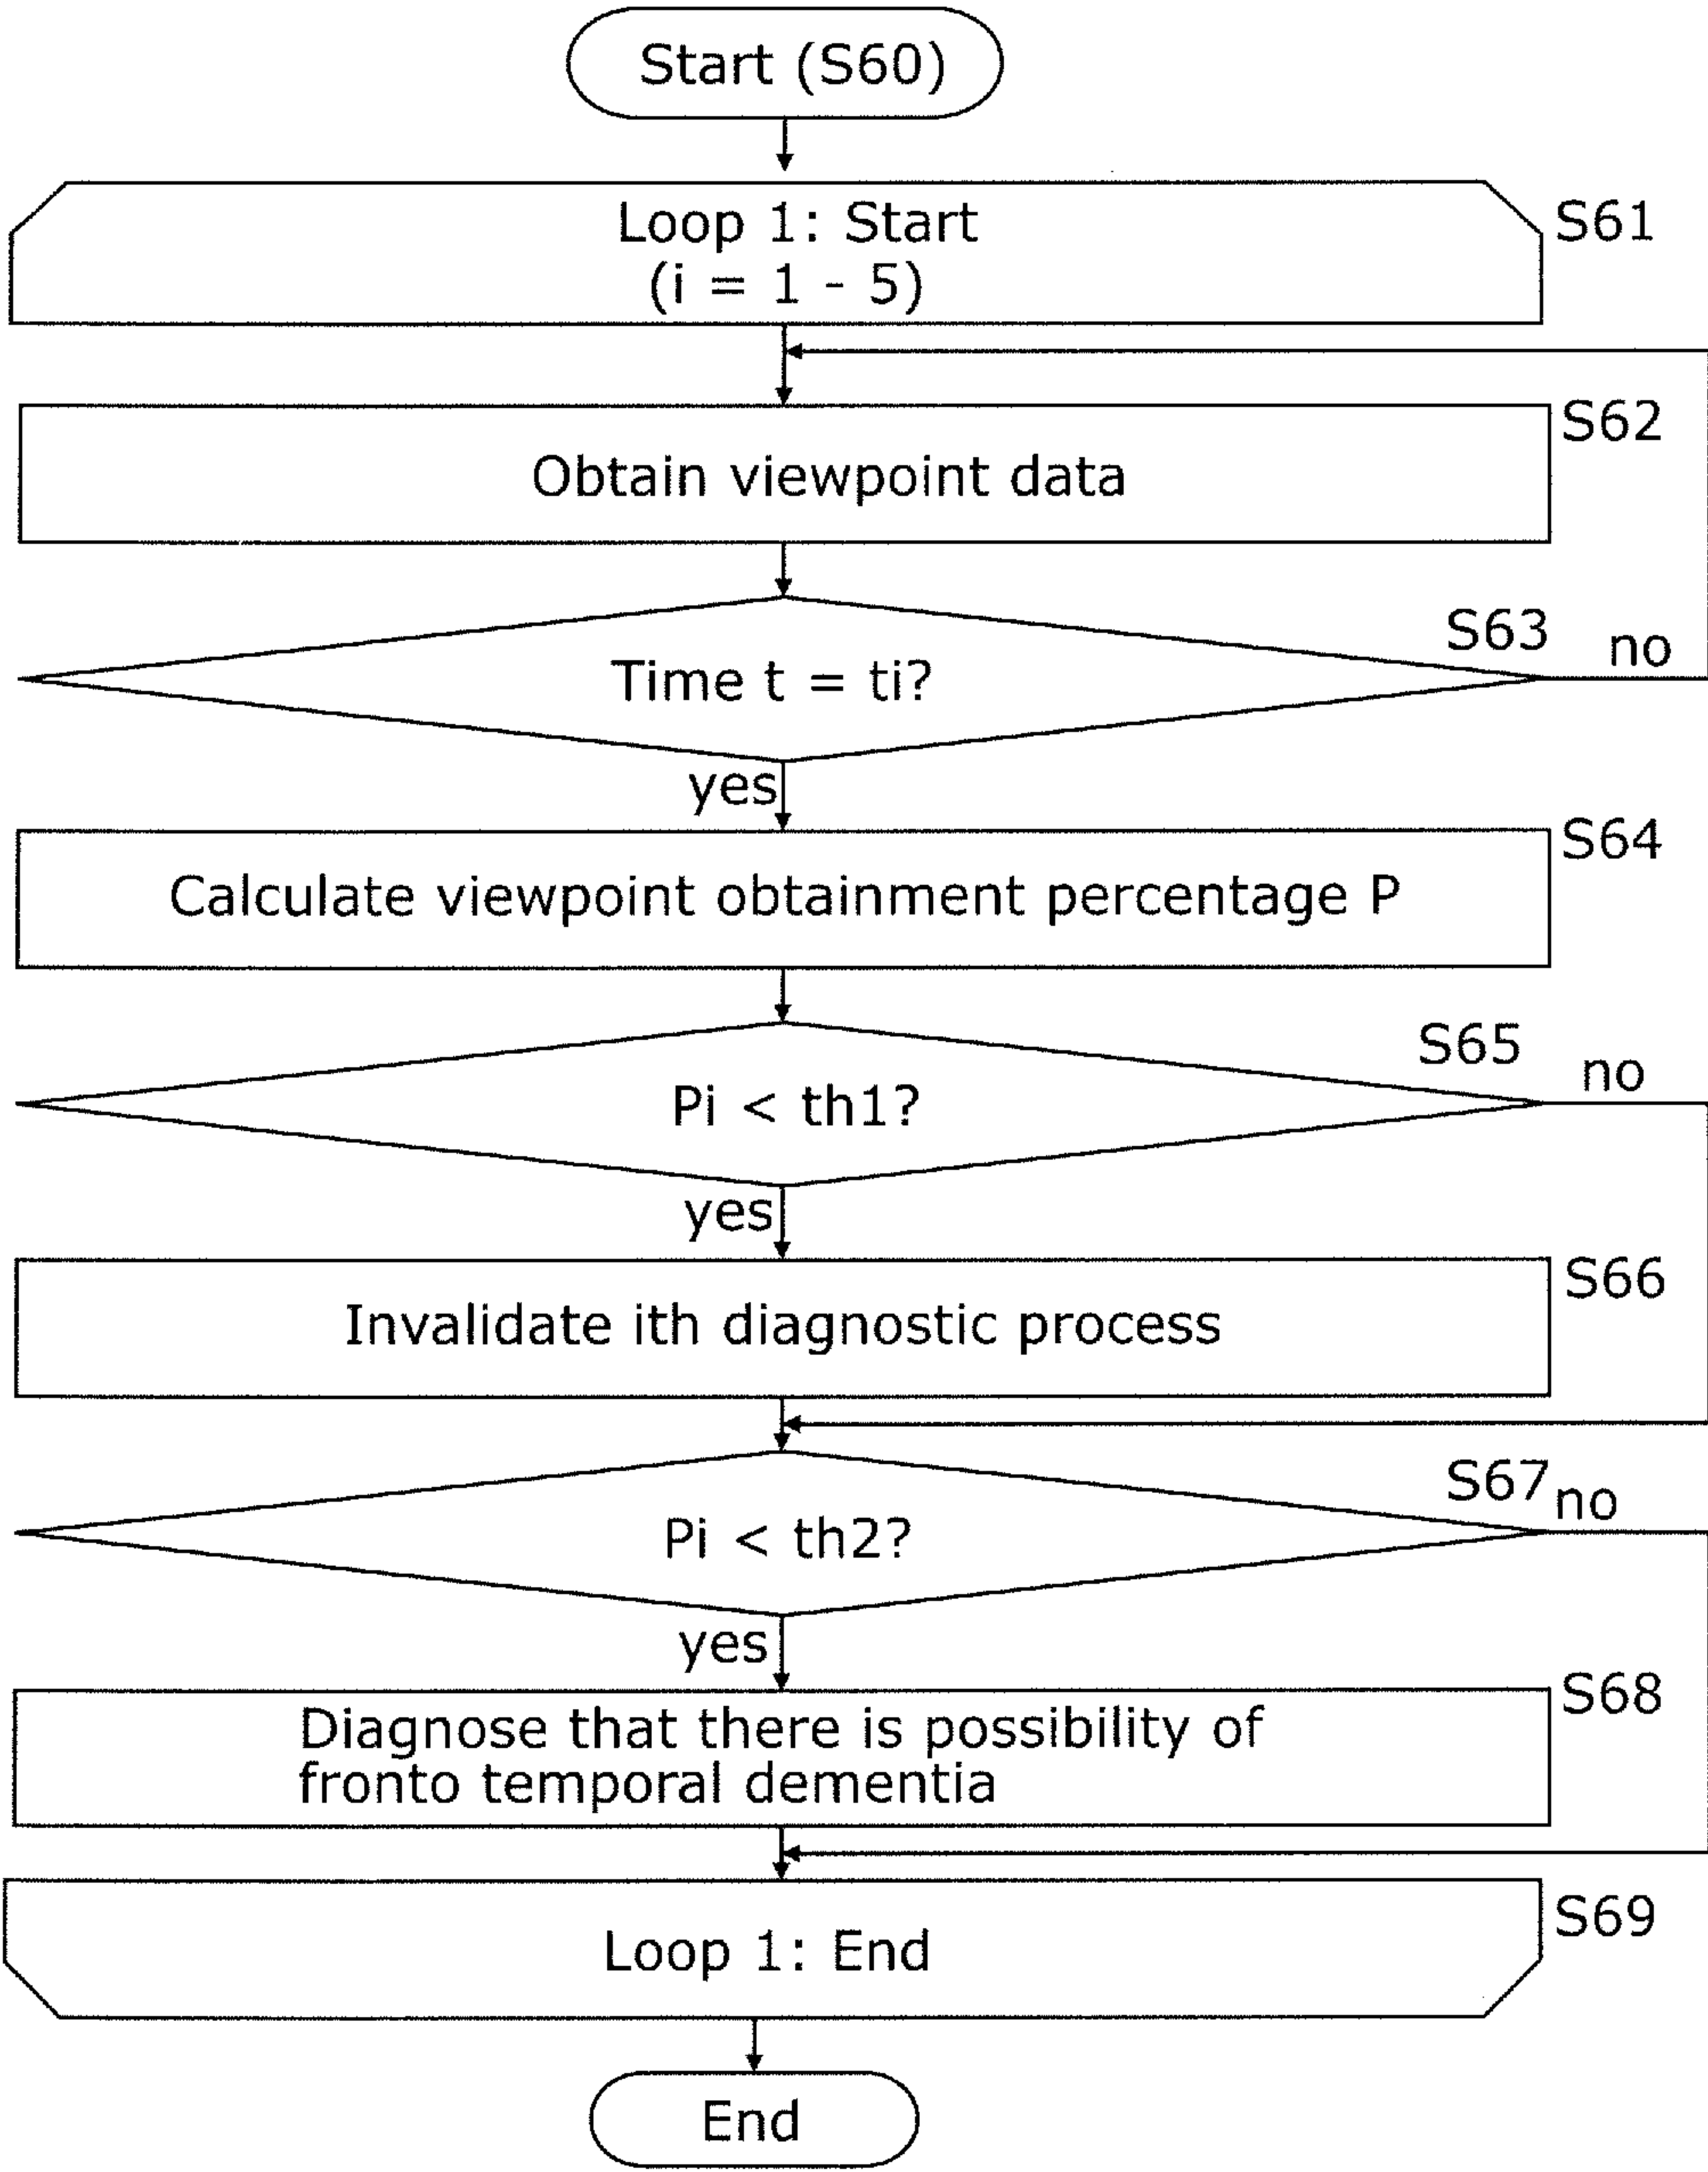 Start (S60)
Loop 1: Start
(i = 1 - 5)
S61
S62
Obtain viewpoint data
S63
no
Time t = ti?
yes
S64
Calculate viewpoint obtainment percentage P
S65
no
Pi < th1?
yes
S66
Invalidate ith diagnostic process
S67
no
Pi < th2?
yes
S68
Diagnose that there is possibility of
fronto temporal dementia
S69
Loop 1: End
End